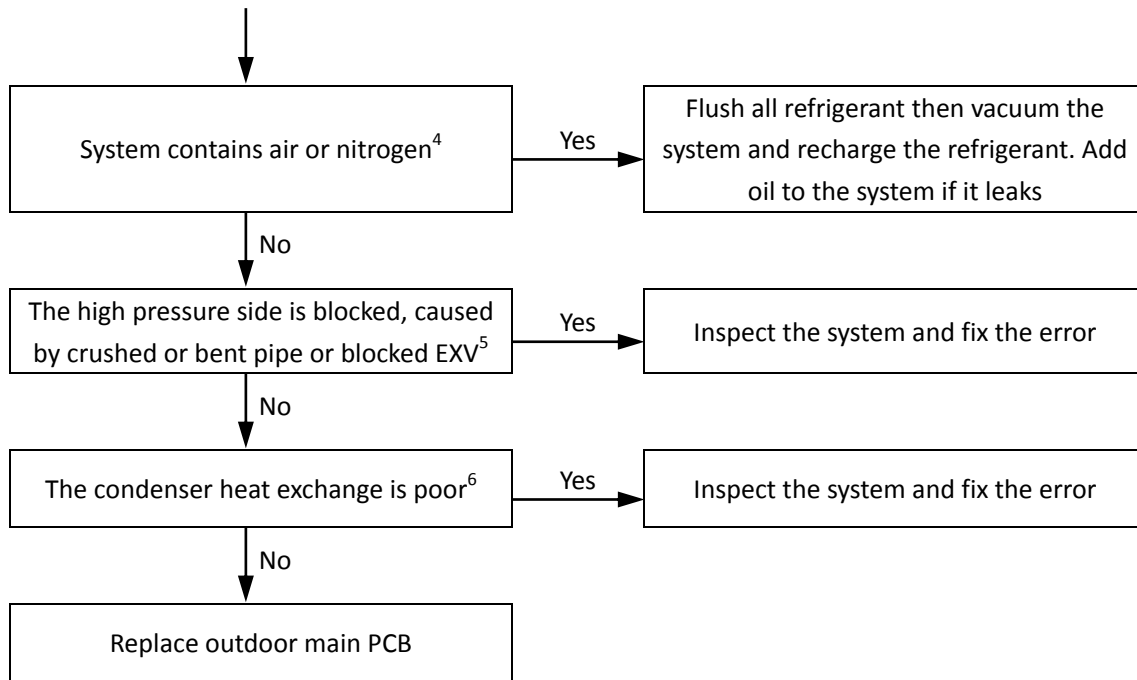 System contains air or nitrogen4
Yes
Flush all refrigerant then vacuum the
system and recharge the refrigerant. Add
oil to the system if it leaks
No
The high pressure side is blocked, caused
by crushed or bent pipe or blocked EXV5
Yes
Inspect the system and fix the error
No
The condenser heat exchange is poor6
Yes
Inspect the system and fix the error
No
Replace outdoor main PCB